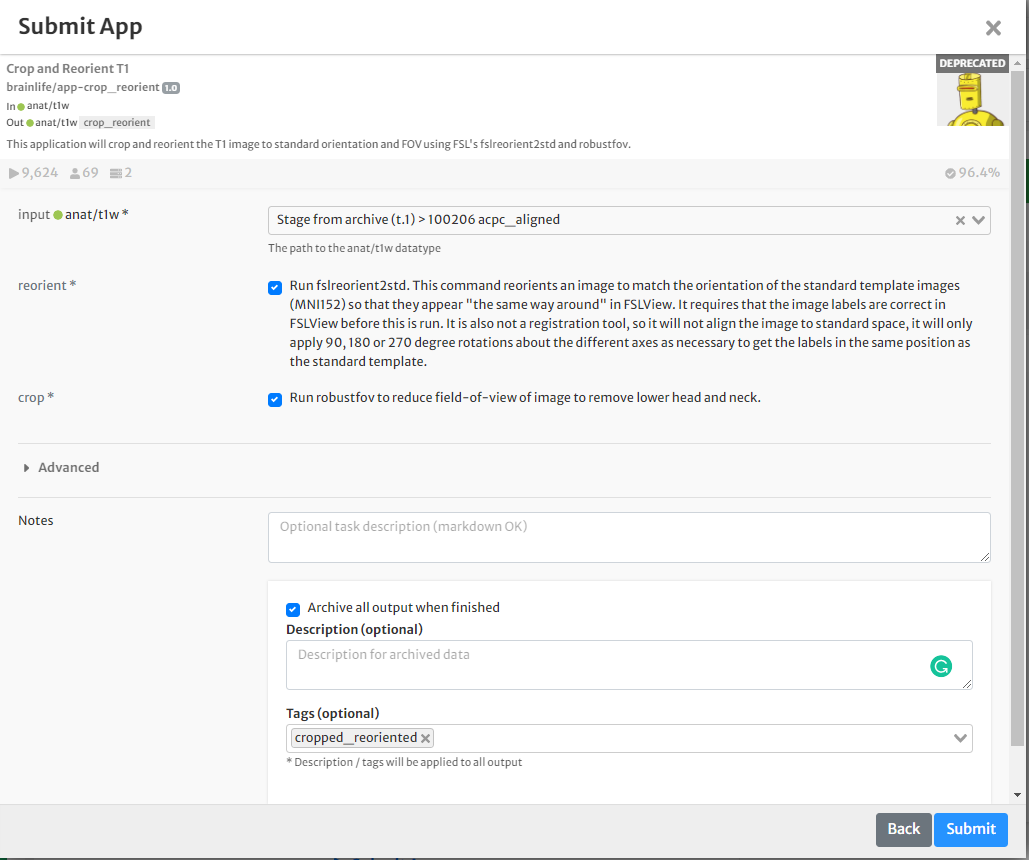 Submit App
DEPRECATED
Crop and Reorient T1
brainlife/app-crop_reorient 1.0
In anat/t1w
Out anat/t1w crop_reorient
This application will crop and reorient the T1 image to standard orientation and FOV using FSL's fslreorient2std and robustfov.
9,624 69 2 96.4%
input anat/t1w *
Stage from archive (t.1) > 100206 acpc_aligned
The path to the anat/t1w datatype
reorient *
Run fslreorient2std. This command reorients an image to match the orientation of the standard template images
(MNI152) so that they appear "the same way around" in FSLView. It requires that the image labels are correct in
FSLView before this is run. It is also not a registration tool, so it will not align the image to standard space, it will only
apply 90, 180 or 270 degree rotations about the different axes as necessary to get the labels in the same position as
the standard template.
crop *
Run robustfov to reduce field-of-view of image to remove lower head and neck.
Advanced
Notes
Optional task description (markdown OK)
Archive all output when finished
Description (optional)
Description for archived data
Tags (optional)
cropped_reoriented
* Description / tags will be applied to all output
Back
Submit